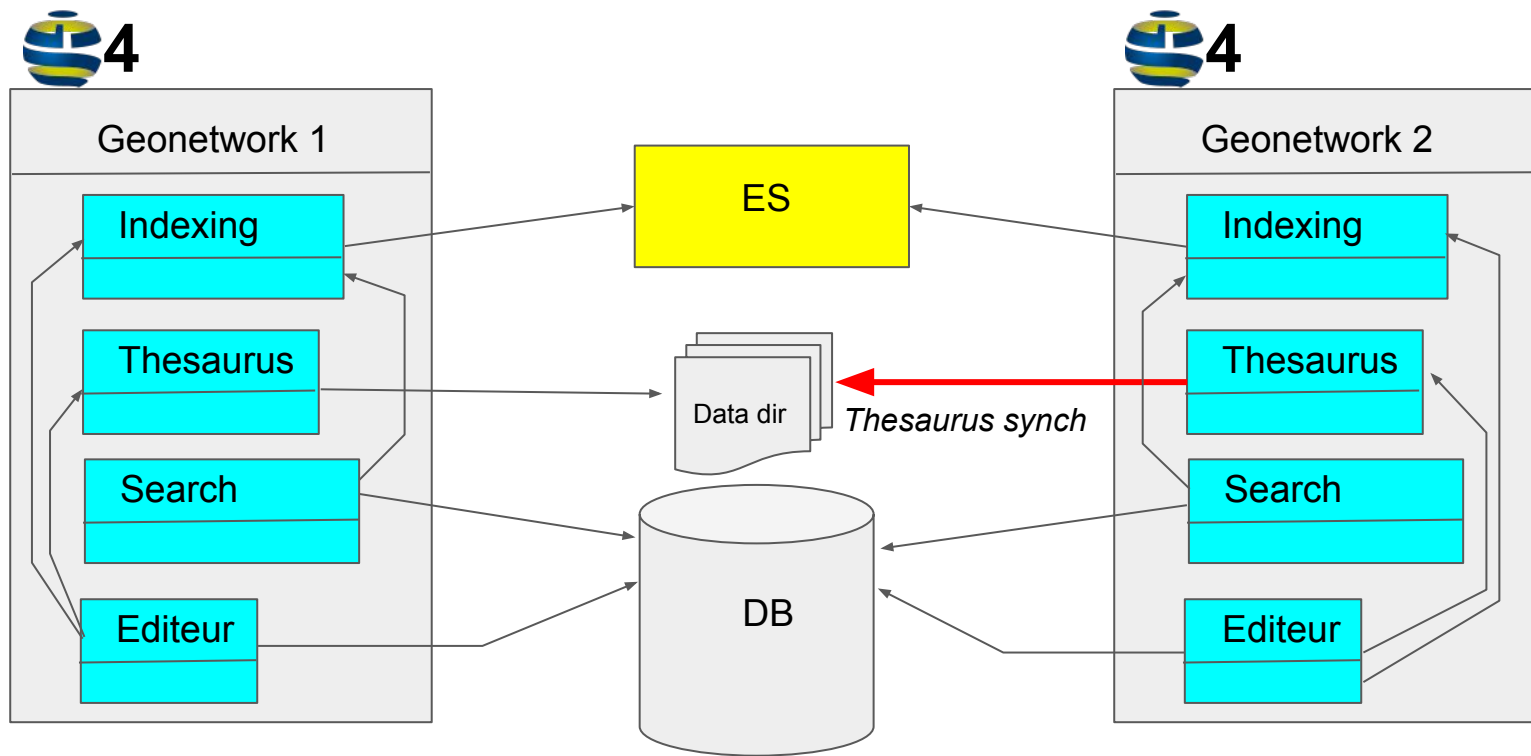 4
4
Geonetwork 1
Geonetwork 2
ES
Indexing
Indexing
Thesaurus
Thesaurus
Data dir
Thesaurus synch
Search
Search
DB
Editeur
Editeur